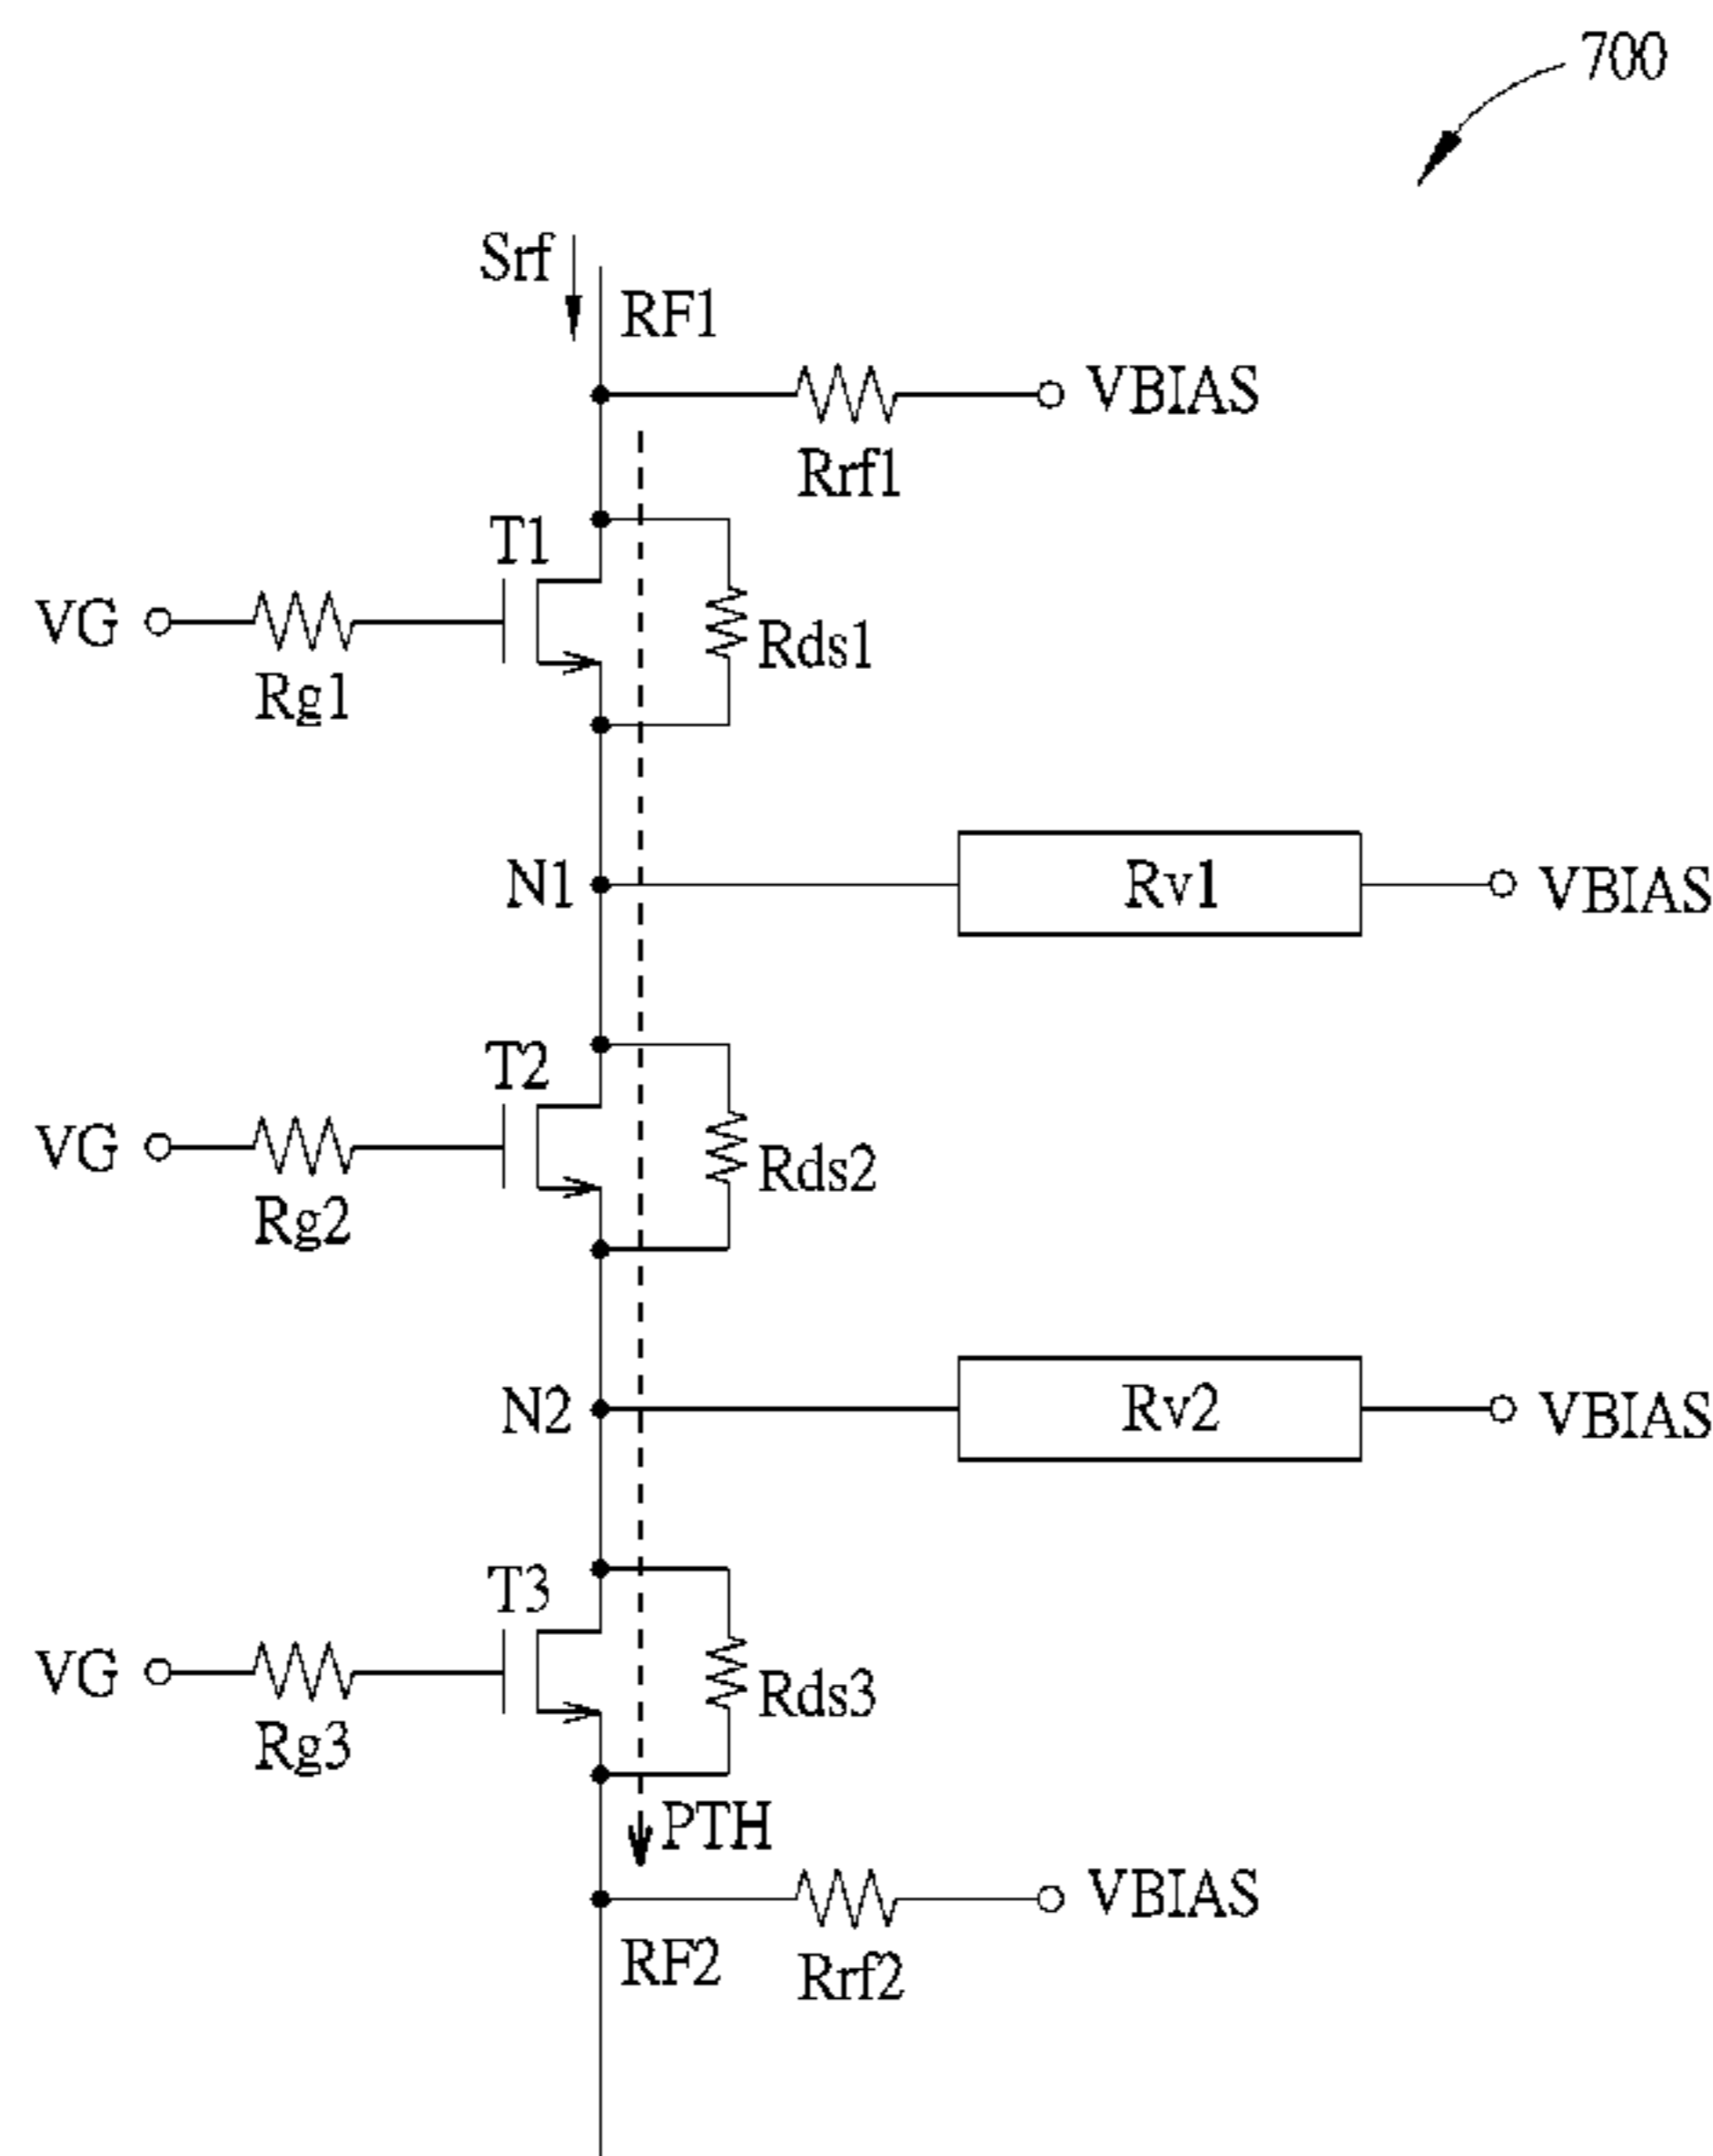 700
Srf
RF1
VBIAS
Rrf1
T1
VG
Rds1
Rg1
N1
Rv1
VBIAS
T2
VG
Rds2
Rg2
N2
Rv2
VBIAS
T3
VG
Rds3
Rg3
PTH
VBIAS
RF2
Rrf2